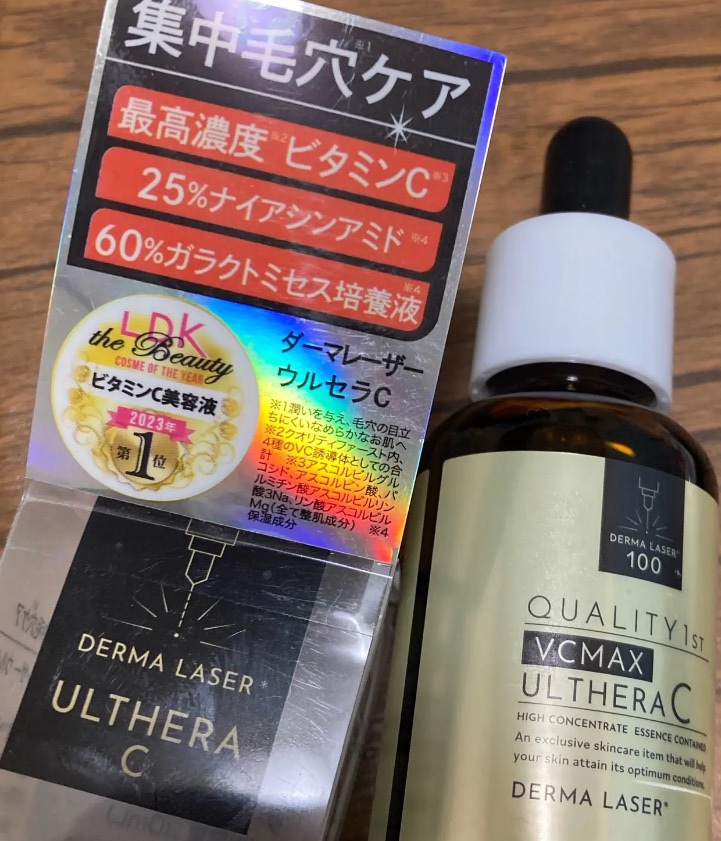 集中毛穴ケア
※1
最高濃度※2 ビタミンC※3
25%ナイアシンアミド※4
60%ガラクトミセス培養液※4
LDK
the Beauty
COSME OF THE YEAR
ビタミンC美容液
2023年
第1位
ダーマレーザー
ウルセラC
※1潤いを与え、毛穴の目立
ちにくいなめらかなお肌へ
※2クオリティファースト内、
4種のVC誘導体としての合
計 ※3アスコルビルグル
コシド、アスコルビン酸、パ
ルミチン酸アスコルビルリン
酸3Na、リン酸アスコルビル
Mg(全て整肌成分) ※4
保湿成分
DERMA LASER*
ULTHERA
C
DERMA LASER*
100
QUALITY 1ST
VCMAX
ULTHERA C
HIGH CONCENTRATE ESSENCE CONTAINED
An exclusive skincare item that will help
your skin attain its optimum conditions.
DERMA LASER*